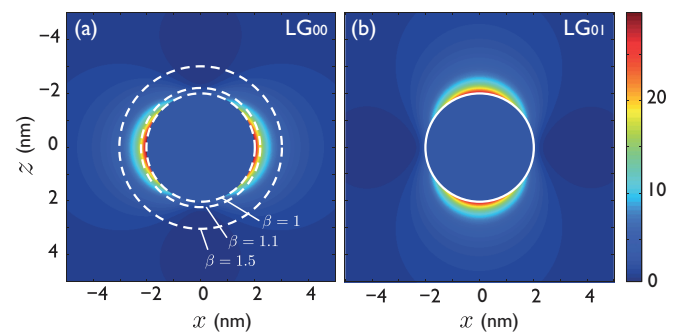 (a) LG00
(b) LG01
−4
−2
0
2
4
z (nm)
β = 1
β = 1.1
β = 1.5
−4 −2 0 2 4
x (nm)
−4 −2 0 2 4
x (nm)
20
10
0